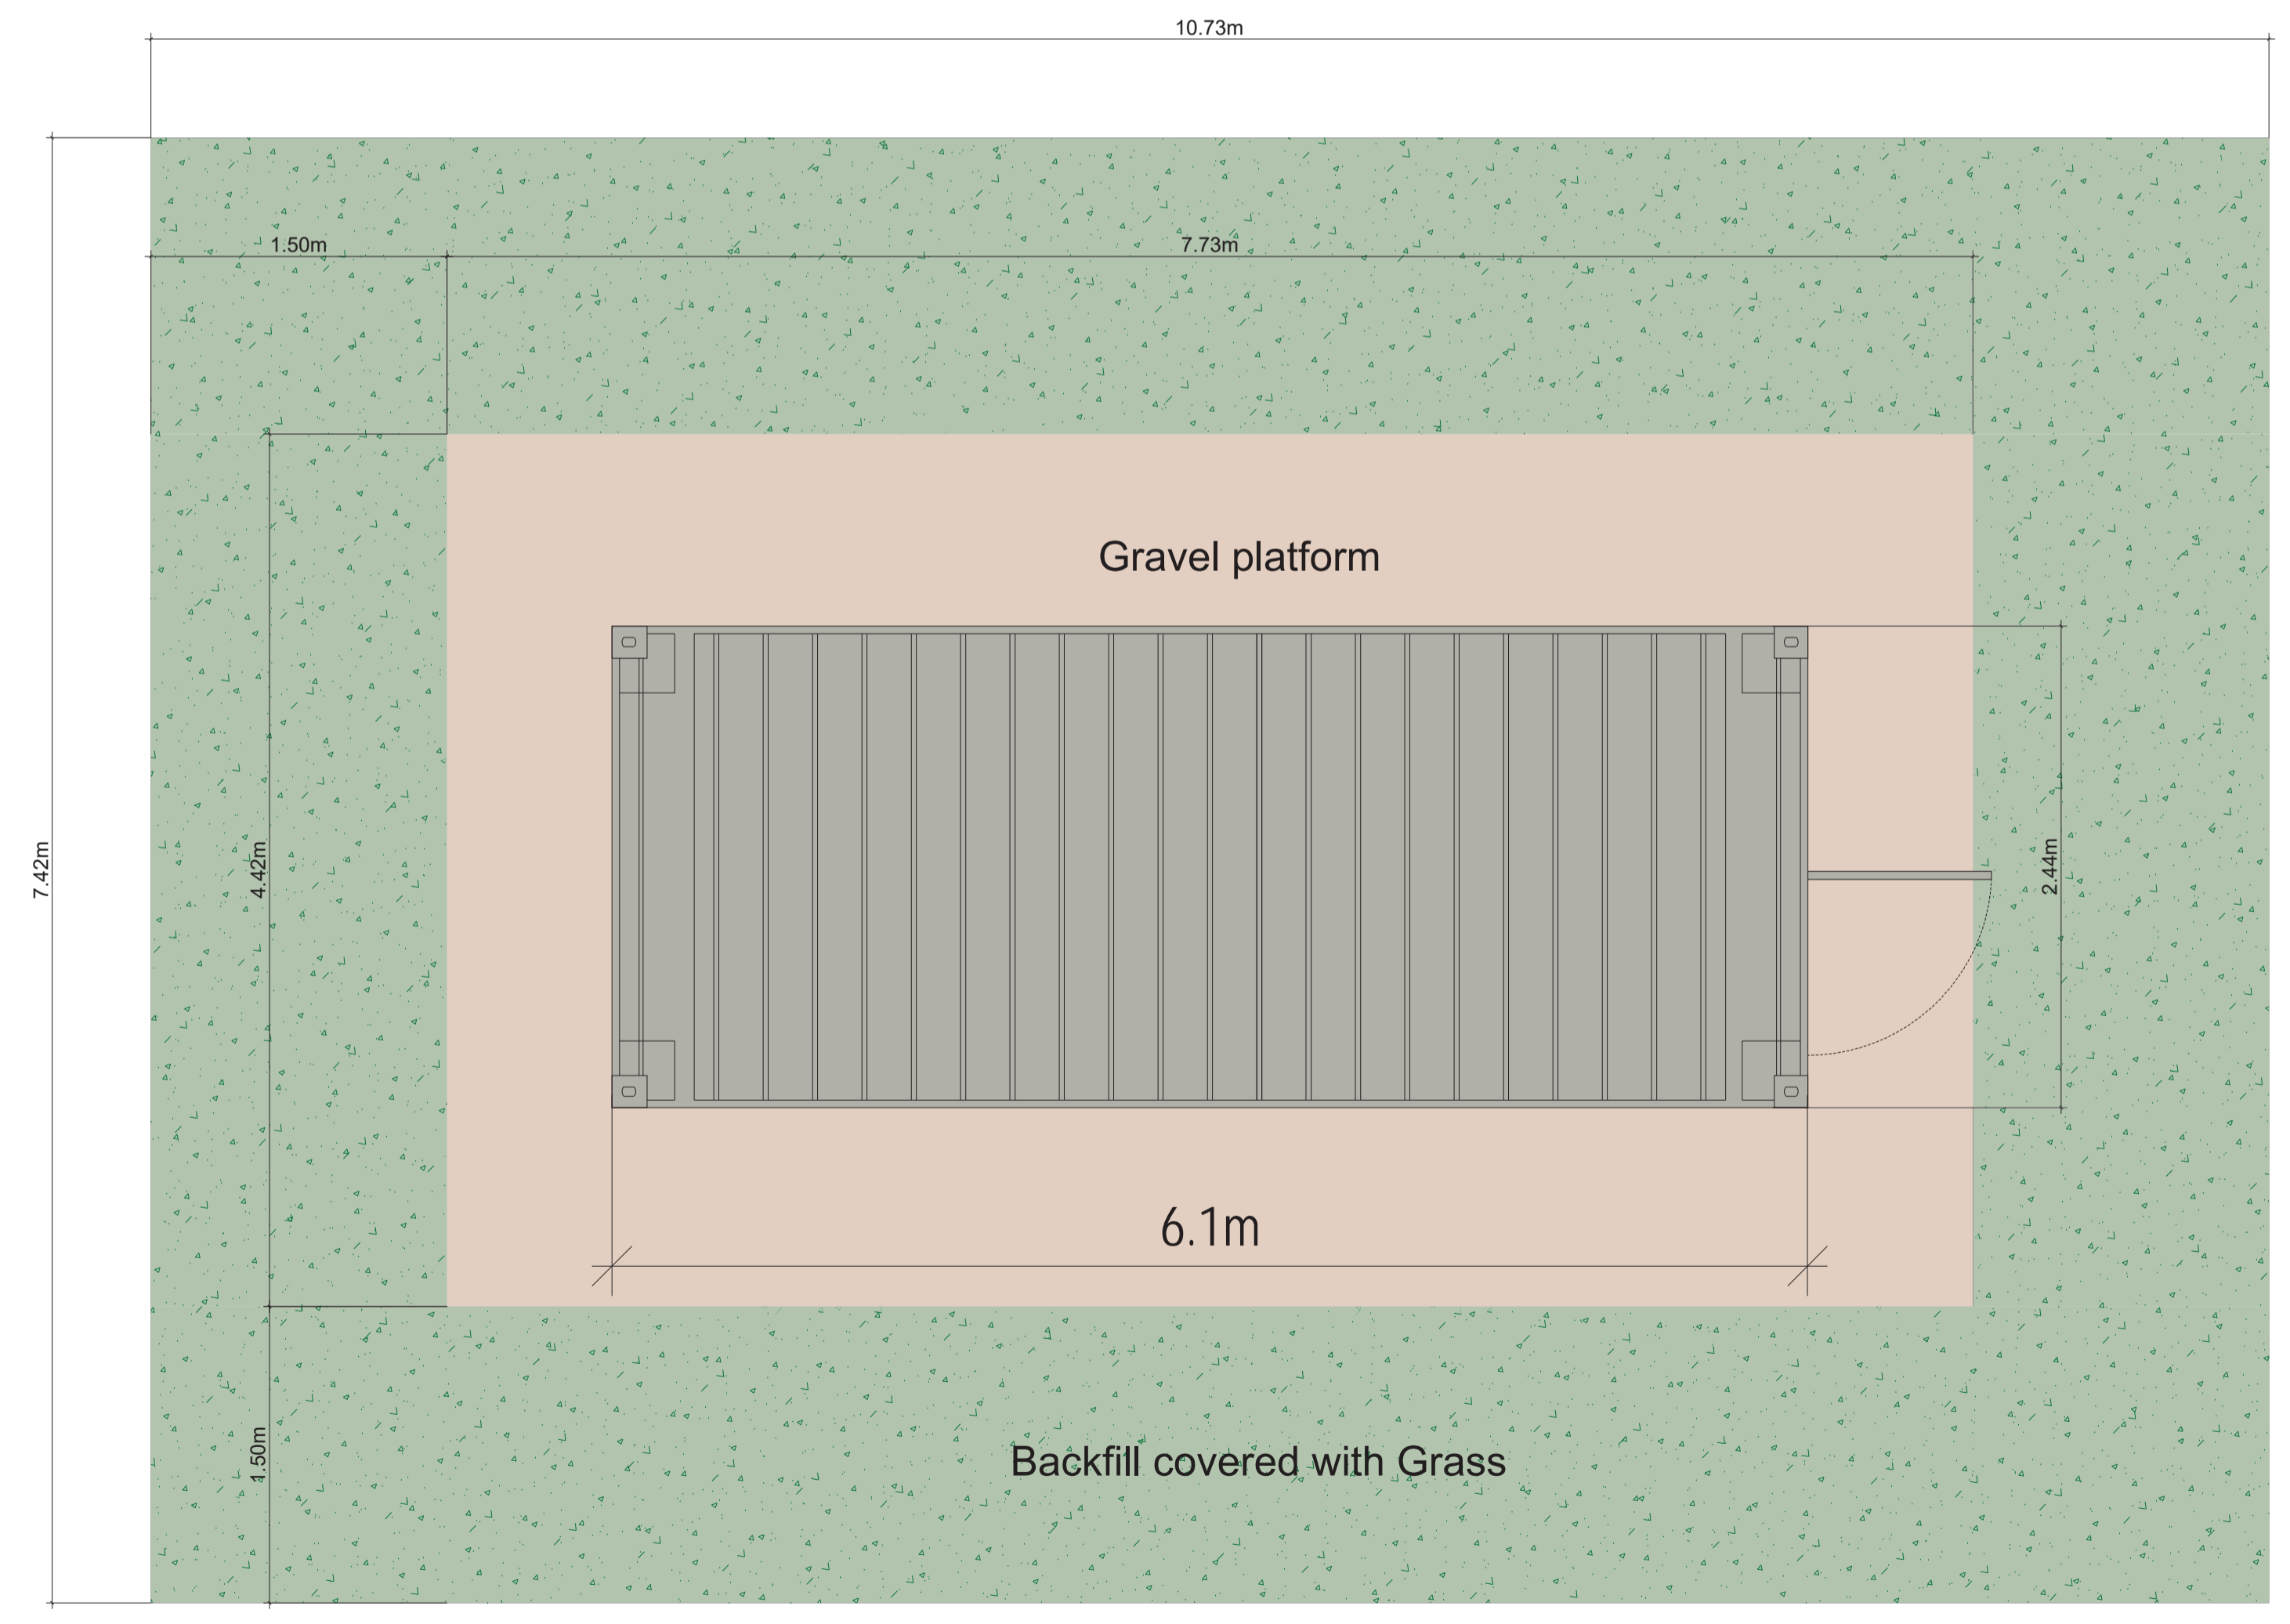 10.73m
1.50m
7.73m
Gravel platform
7.42m
4.42m
2.44m
6.1m
1.50m
Backfill covered with Grass